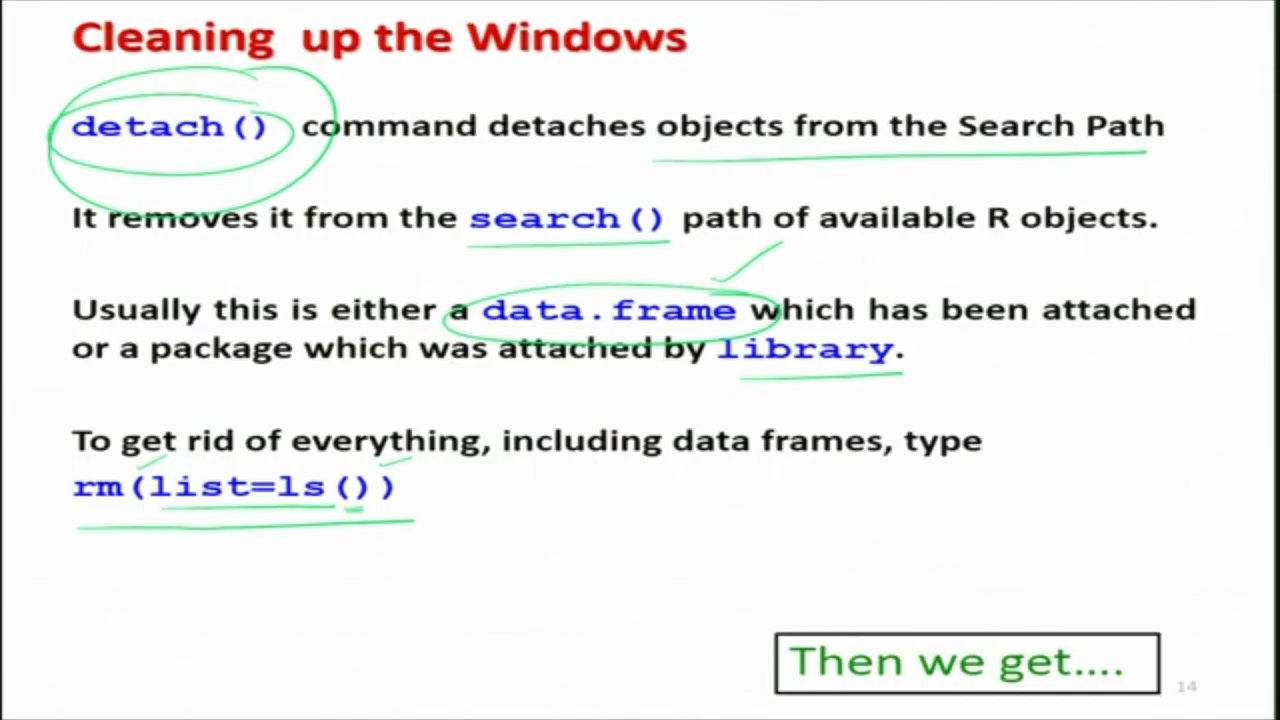 Cleaning up the Windows
detach() command detaches objects from the Search Path
It removes it from the search() path of available R objects.
Usually this is either a data.frame which has been attached
or a package which was attached by library.
To get rid of everything, including data frames, type
rm(list=ls())
Then we get....
14